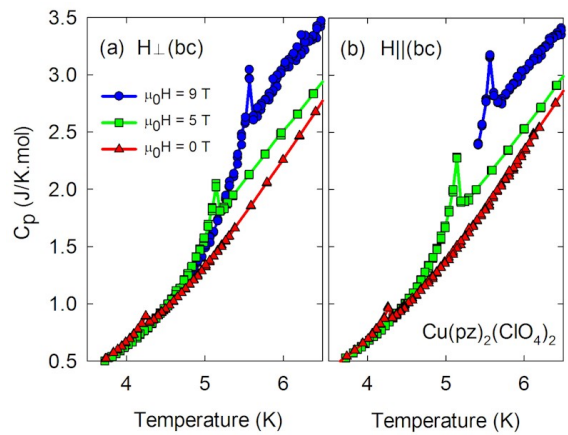 (a) H⊥(bc)
(b) H||(bc)
μ₀H = 9 T
μ₀H = 5 T
μ₀H = 0 T
Cu(pz)₂(ClO₄)₂
Cₚ (J/K.mol)
3.5
3.0
2.5
2.0
1.5
1.0
0.5
4 5 6 4 5 6
Temperature (K) Temperature (K)